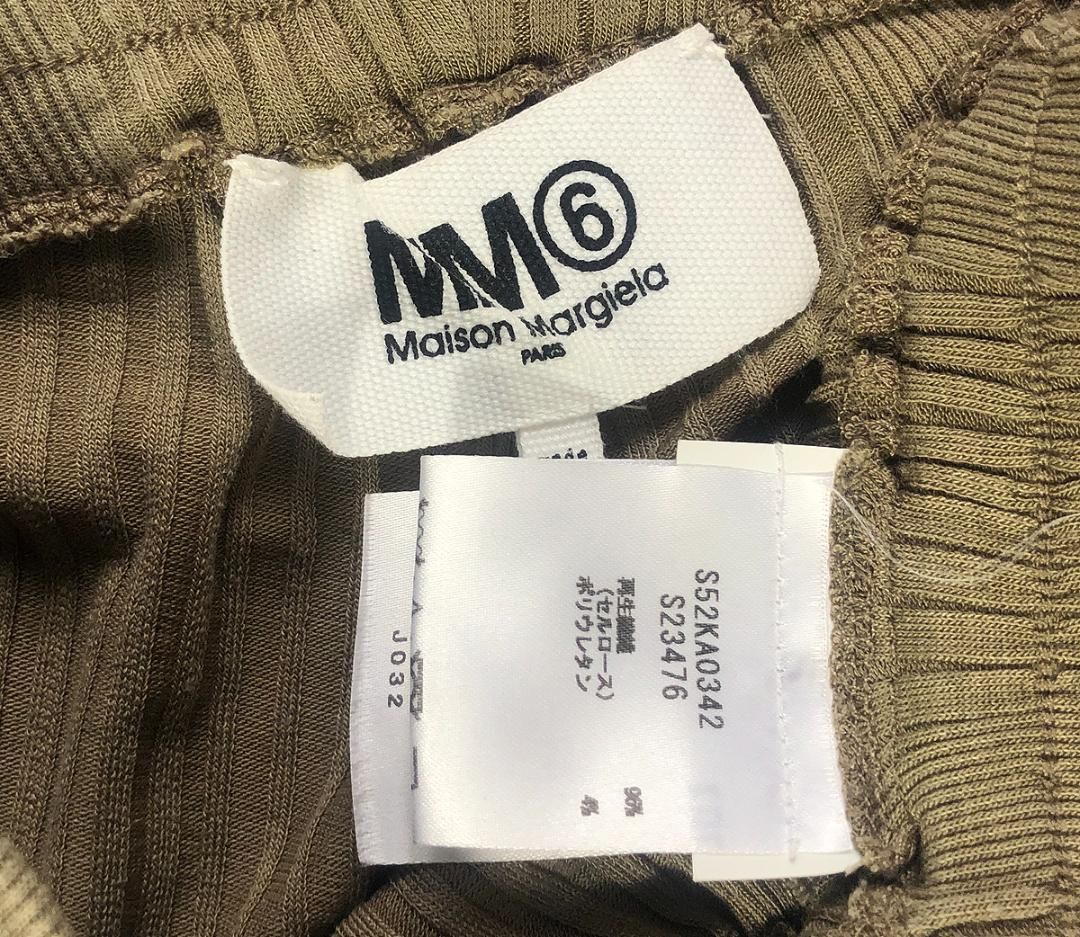 MM⑥
Maison Margiela
PARIS
S52KA0342
S23476
再生繊維
(セルロース) 96%
ポリウレタン 4%
J032